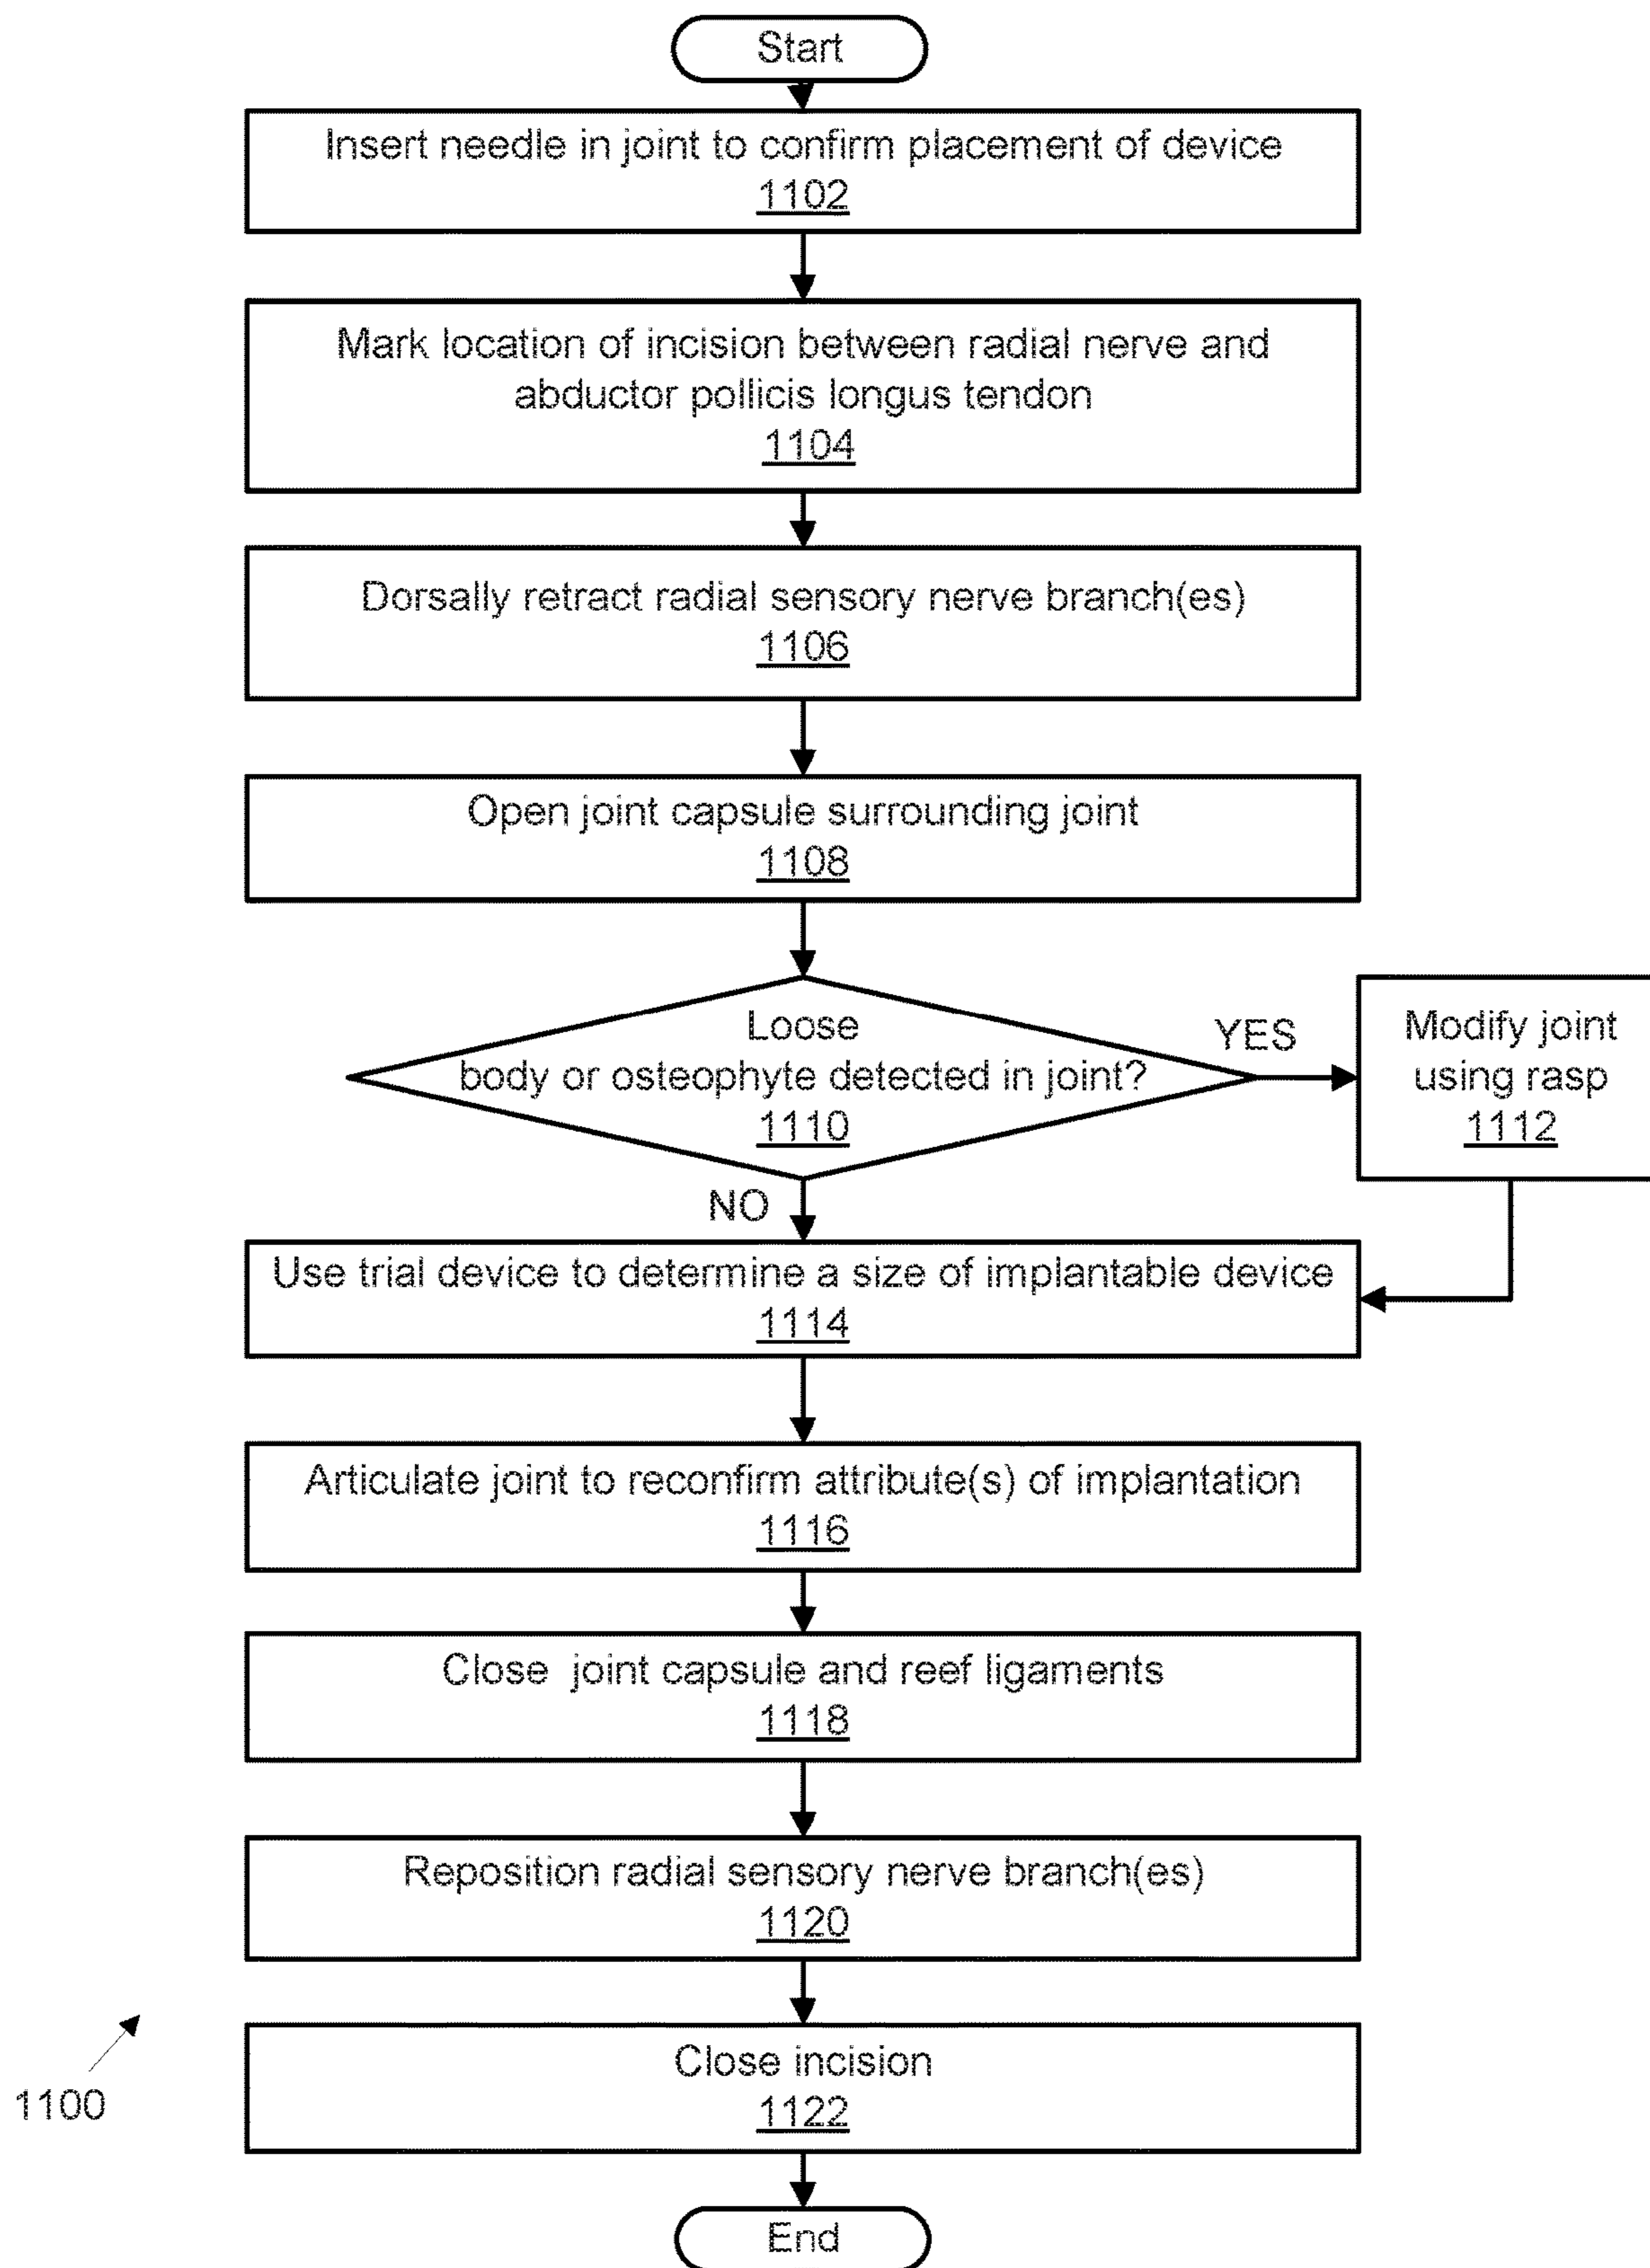 Start
Insert needle in joint to confirm placement of device
1102
Mark location of incision between radial nerve and
abductor pollicis longus tendon
1104
Dorsally retract radial sensory nerve branch(es)
1106
Open joint capsule surrounding joint
1108
Loose
body or osteophyte detected in joint?
1110
YES
Modify joint
using rasp
1112
NO
Use trial device to determine a size of implantable device
1114
Articulate joint to reconfirm attribute(s) of implantation
1116
Close joint capsule and reef ligaments
1118
Reposition radial sensory nerve branch(es)
1120
Close incision
1122
1100
End